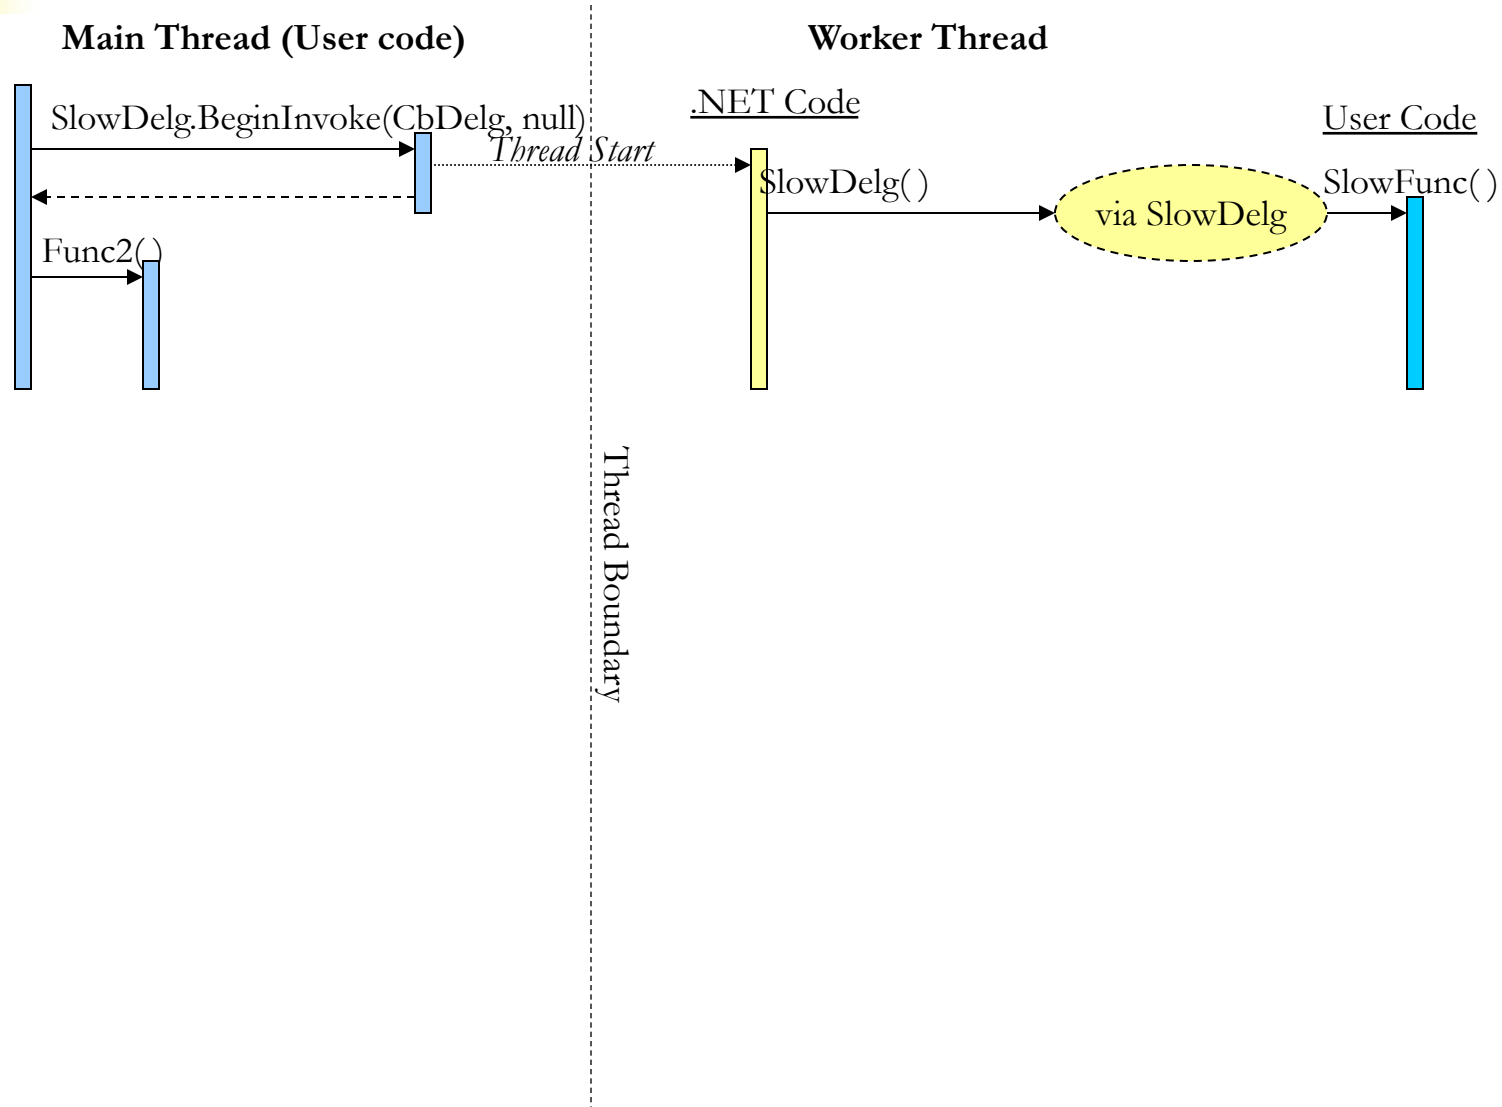 Main Thread (User code)
Worker Thread
SlowDelg.BeginInvoke(CbDelg, null)
Thread Start
.NET Code
User Code
SlowDelg( )
via SlowDelg
SlowFunc( )
Func2( )
Thread Boundary